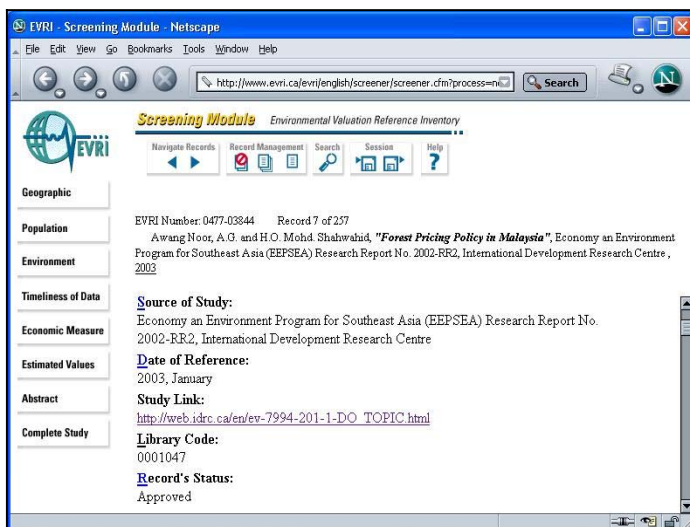 EVRI - Screening Module - Netscape
File Edit View Go Bookmarks Tools Window Help
http://www.evri.ca/evri/english/screener/screener.cfm?process=n
Search
N
EVRI
Screening Module Environmental Valuation Reference Inventory
Navigate Records Record Management Search Session Help
Geographic
Population
Environment
Timeliness of Data
Economic Measure
Estimated Values
Abstract
Complete Study
EVRI Number: 0477-03844 Record 7 of 257
Awang Noor, A.G. and H.O. Mohd. Shahwahid, "Forest Pricing Policy in Malaysia", Economy an Environment
Program for Southeast Asia (EEPSEA) Research Report No. 2002-RR2, International Development Research Centre ,
2003
Source of Study:
Economy an Environment Program for Southeast Asia (EEPSEA) Research Report No.
2002-RR2, International Development Research Centre
Date of Reference:
2003, January
Study Link:
http://web.idrc.ca/en/ev-7994-201-1-DO_TOPIC.html
Library Code:
0001047
Record's Status:
Approved